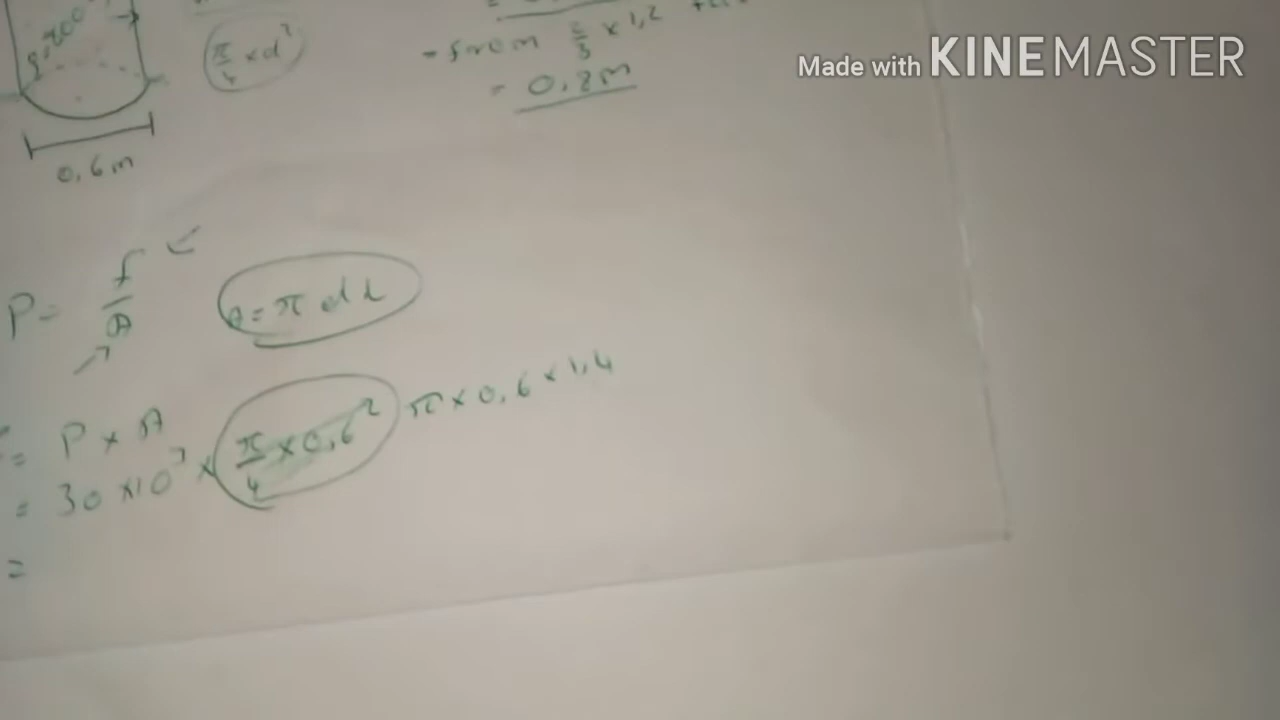 Made with KINEMASTER
π/4 × d²
- from 2/3 × 1,2
= 0,8m
0,6m
P = f/A
A = π d L
= P × A
= 30 × 10³ × π/4 × 0,6² π × 0,6 × 1,4
=